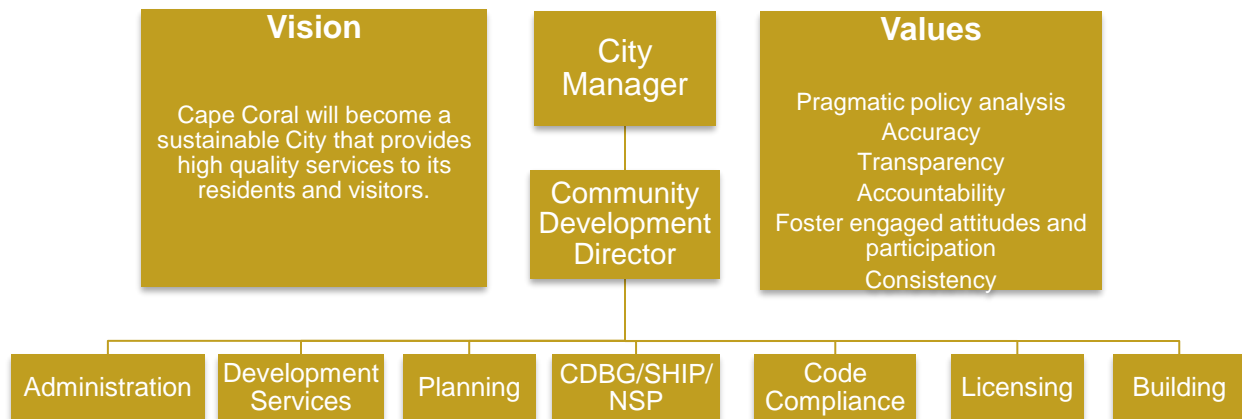 Vision
Cape Coral will become a
sustainable City that provides
high quality services to its
residents and visitors.
City
Manager
Values
Pragmatic policy analysis
Accuracy
Transparency
Accountability
Foster engaged attitudes and
participation
Consistency
Community
Development
Director
Administration
Development
Services
Planning
CDBG/SHIP/
NSP
Code
Compliance
Licensing
Building